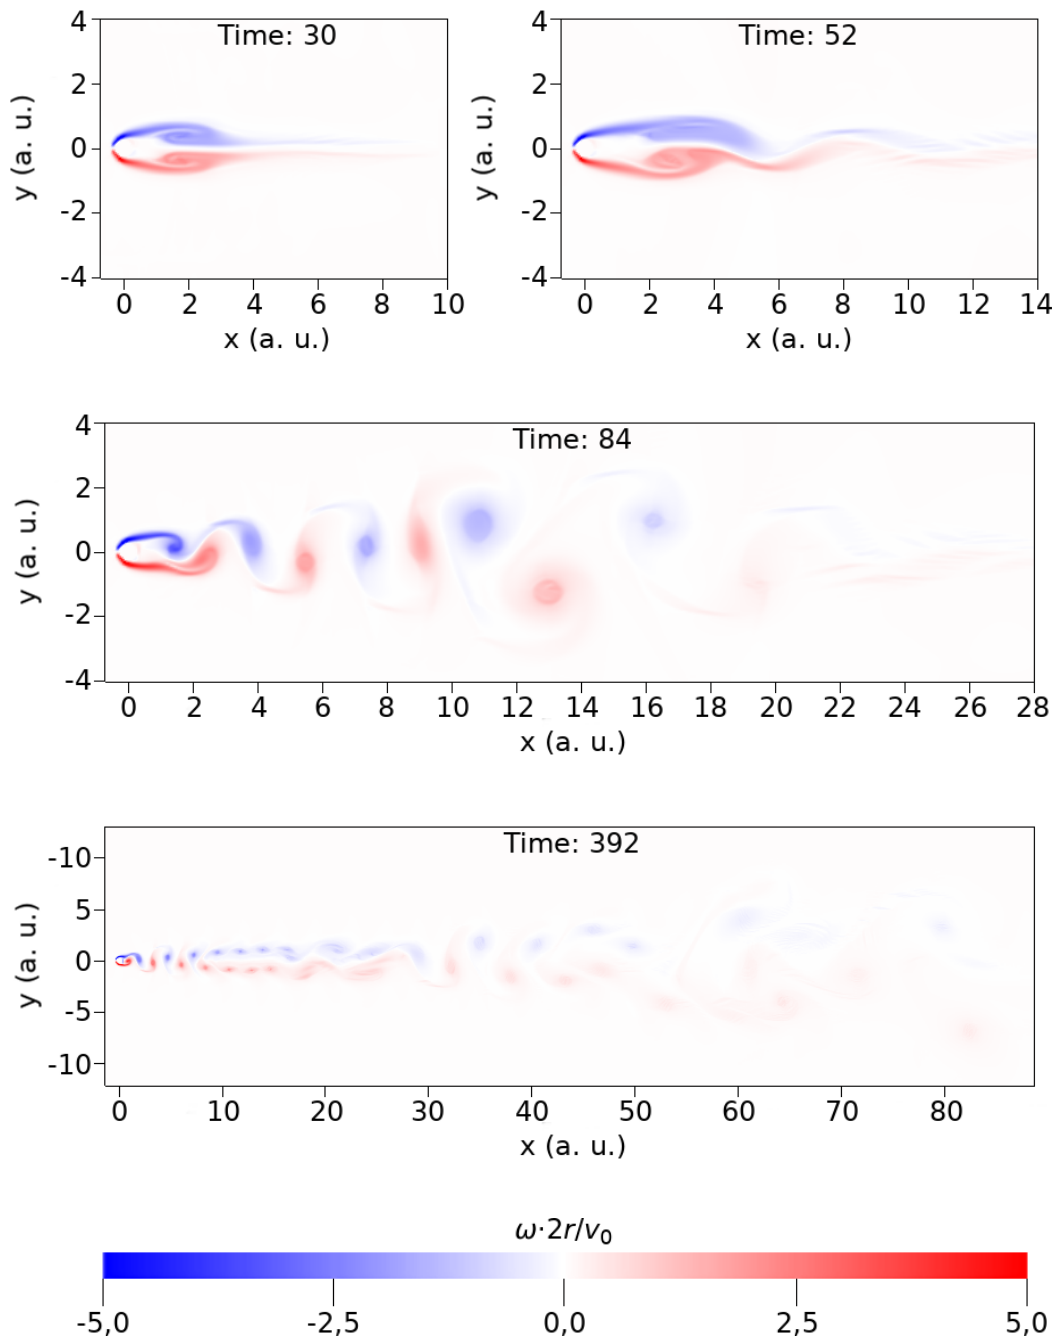 Time: 30
4
2
0
-2
-4
y (a. u.)
0 2 4 6 8 10
x (a. u.)
Time: 52
4
2
0
-2
-4
y (a. u.)
0 2 4 6 8 10 12 14
x (a. u.)
Time: 84
4
2
0
-2
-4
y (a. u.)
0 2 4 6 8 10 12 14 16 18 20 22 24 26 28
x (a. u.)
Time: 392
-10
5
0
-5
-10
y (a. u.)
0 10 20 30 40 50 60 70 80
x (a. u.)
ω·2r/v₀
-5,0 -2,5 0,0 2,5 5,0